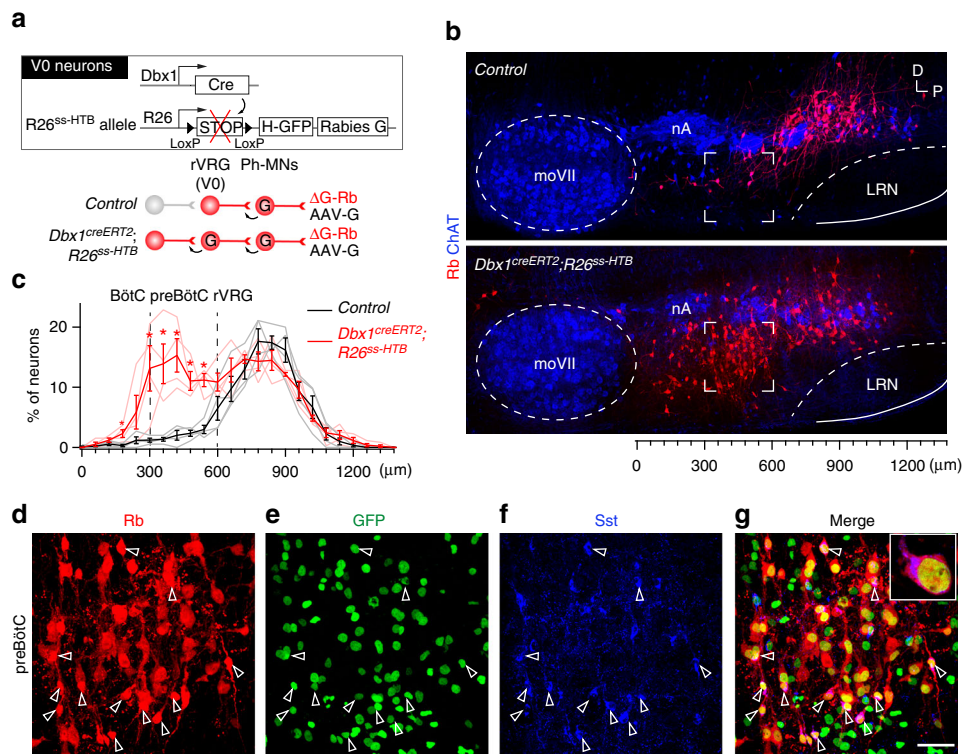 a
V0 neurons
Dbx1
Cre
R26ss-HTB allele
R26
STOP
H-GFP
Rabies G
LoxP
LoxP
rVRG
(V0)
Ph-MNs
Control
G
ΔG-Rb
AAV-G
Dbx1creERT2;
R26ss-HTB
G
G
ΔG-Rb
AAV-G
b
Rb ChAT
Control
D
P
nA
moVII
LRN
Dbx1creERT2;R26ss-HTB
nA
moVII
LRN
0 300 600 900 1200 (µm)
c
BötC preBötC rVRG
Control
Dbx1creERT2;
R26ss-HTB
% of neurons
20
10
0
* * * * * *
0 300 600 900 1200 (µm)
d
Rb
e
GFP
f
Sst
g
Merge
preBötC